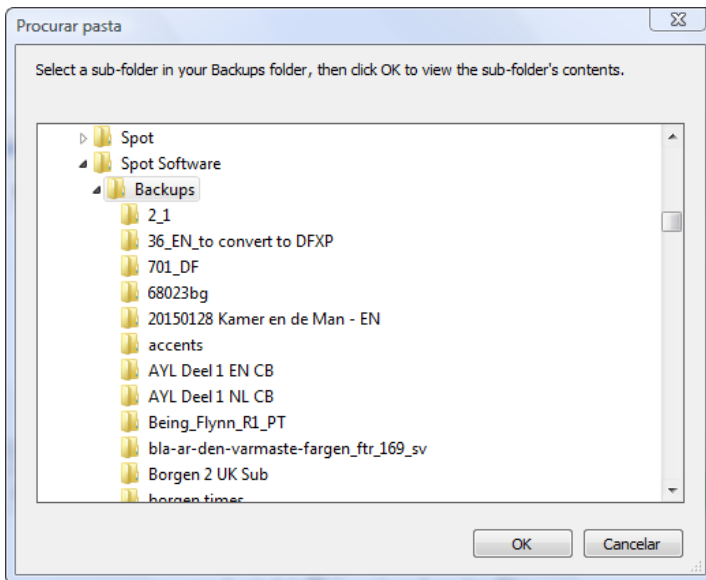 Procurar pasta
Select a sub-folder in your Backups folder, then click OK to view the sub-folder's contents.
Spot
Spot Software
Backups
2_1
36_EN_to convert to DFXP
701_DF
68023bg
20150128 Kamer en de Man - EN
accents
AYL Deel 1 EN CB
AYL Deel 1 NL CB
Being_Flynn_R1_PT
bla-ar-den-varmaste-fargen_ftr_169_sv
Borgen 2 UK Sub
borgen times
OK Cancelar